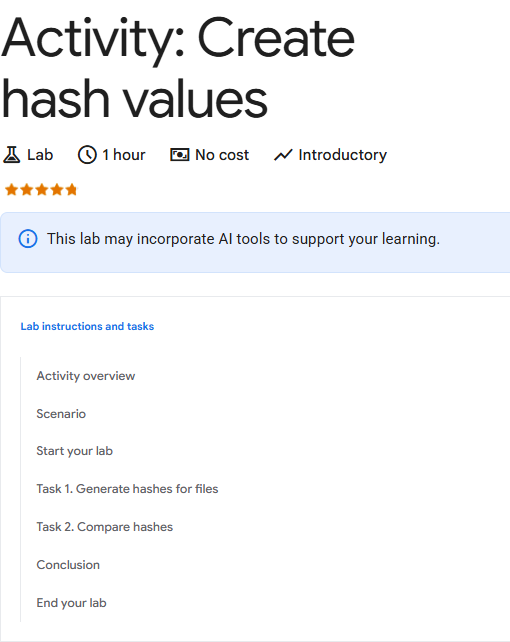 Activity: Create
hash values
Lab 1 hour No cost Introductory
This lab may incorporate AI tools to support your learning.
Lab instructions and tasks
Activity overview
Scenario
Start your lab
Task 1. Generate hashes for files
Task 2. Compare hashes
Conclusion
End your lab